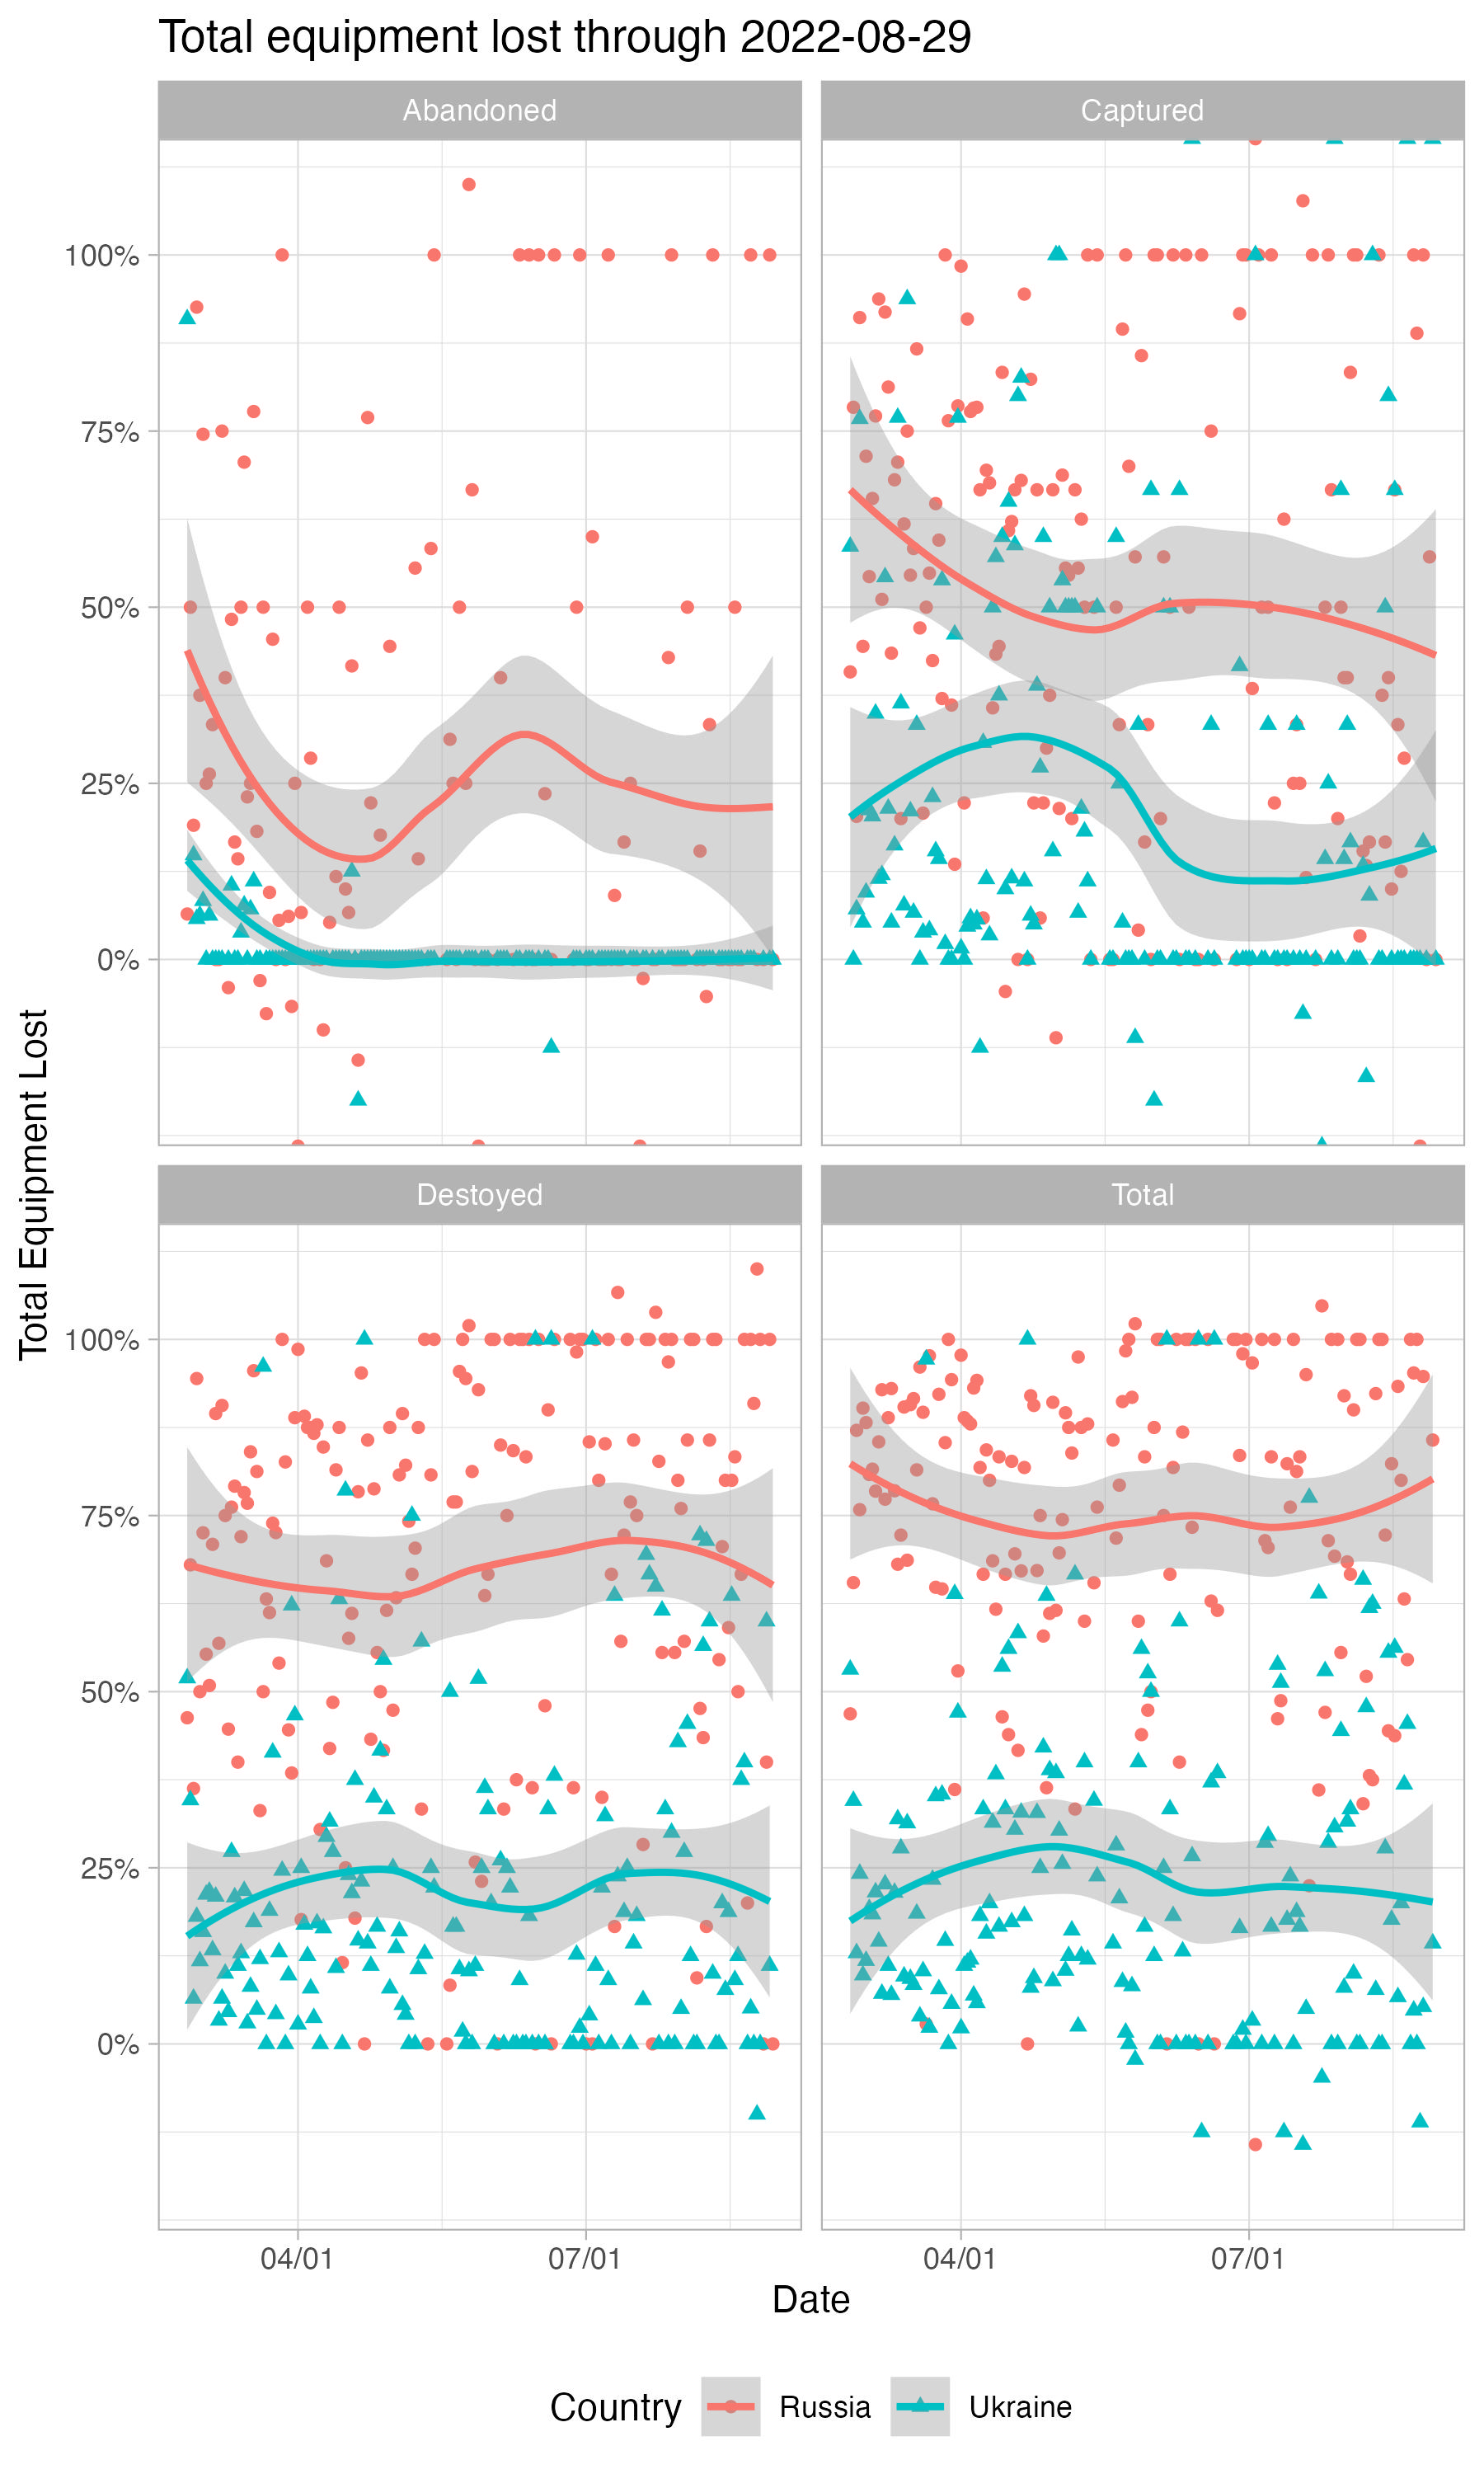 Total equipment lost through 2022-08-29
Abandoned
Captured
100%
75%
50%
25%
0%
Destoyed
Total
100%
75%
50%
25%
0%
Total Equipment Lost
04/01
07/01
04/01
07/01
Date
Country
Russia
Ukraine